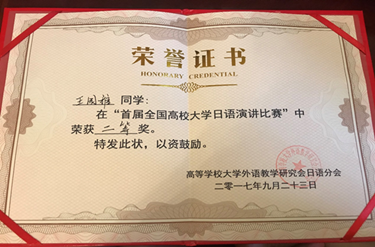 荣誉证书
HONORARY CREDENTIAL
王国雅 同学:
在“首届全国高校大学日语演讲比赛”中
荣获 二等 奖。
特发此状,以资鼓励。
高等学校大学外语教学研究会日语分会
二零一七年九月二十三日